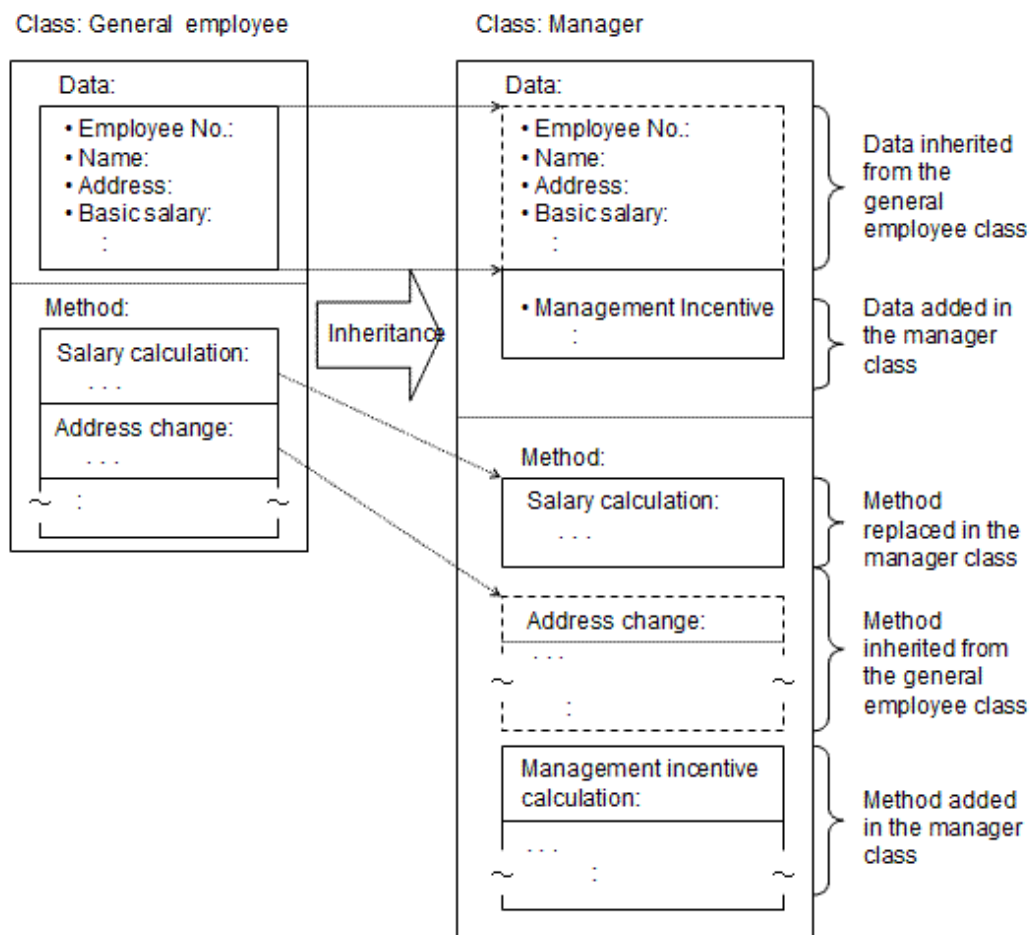 Class: General employee
Data:
• Employee No.:
• Name:
• Address:
• Basic salary:
:
Method:
Salary calculation:
. . .
Address change:
. . .
:
Inheritance
Class: Manager
Data:
• Employee No.:
• Name:
• Address:
• Basic salary:
:
• Management Incentive
:
Method:
Salary calculation:
. . .
Address change:
. . .
:
Management incentive
calculation:
. . .
:
Data inherited
from the
general
employee class
Data added in
the manager
class
Method
replaced in the
manager class
Method
inherited from
the general
employee class
Method added
in the manager
class